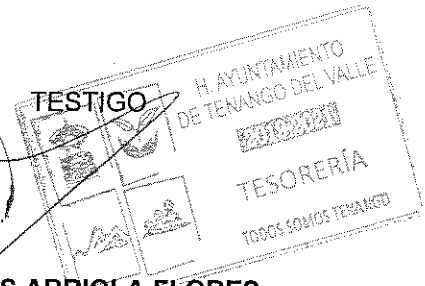 TESTIGO
H. AYUNTAMIENTO
DE TENANGO DEL VALLE
TESORERÍA
TODOS SOMOS TENANGO
ARRIOLA FLORES